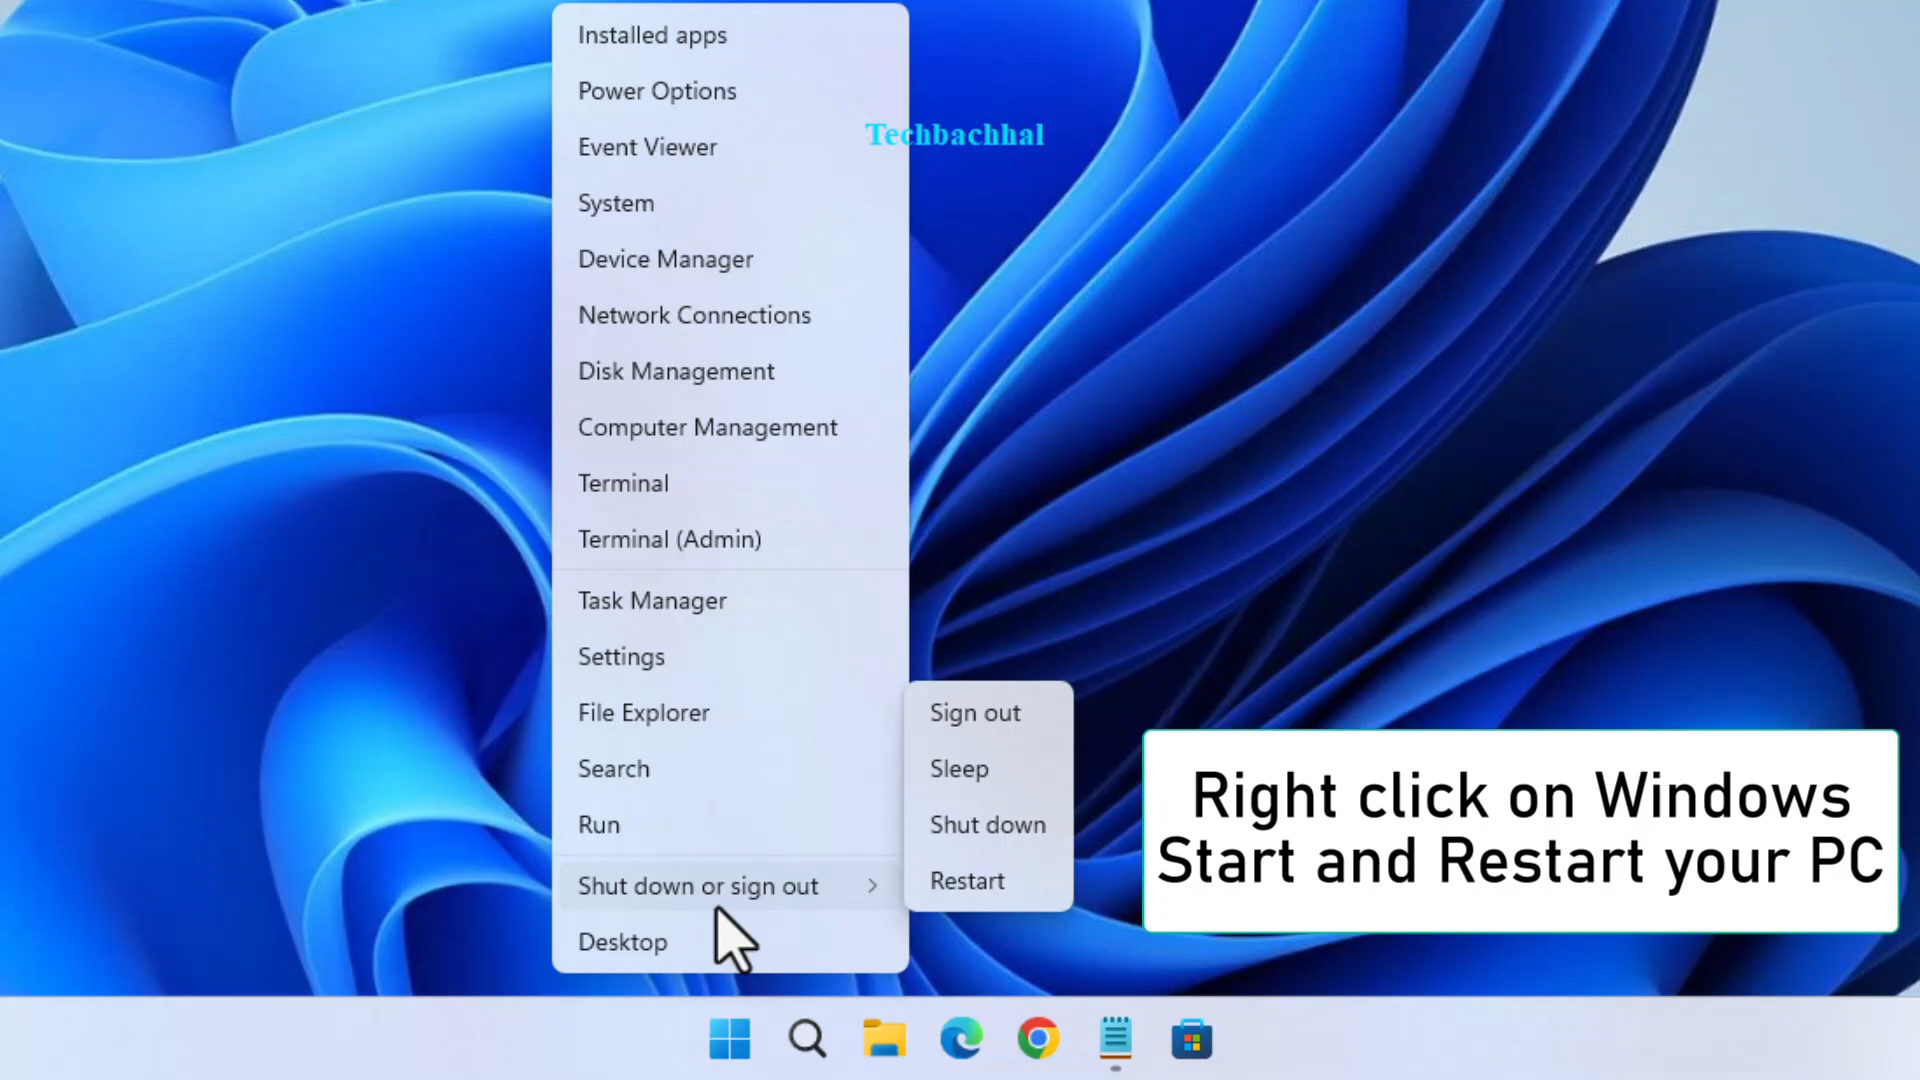 Installed apps
Power Options
Techbachhal
Event Viewer
System
Device Manager
Network Connections
Disk Management
Computer Management
Terminal
Terminal (Admin)
Task Manager
Settings
File Explorer
Search
Run
Shut down or sign out
Desktop
Sign out
Sleep
Shut down
Restart
Right click on Windows
Start and Restart your PC